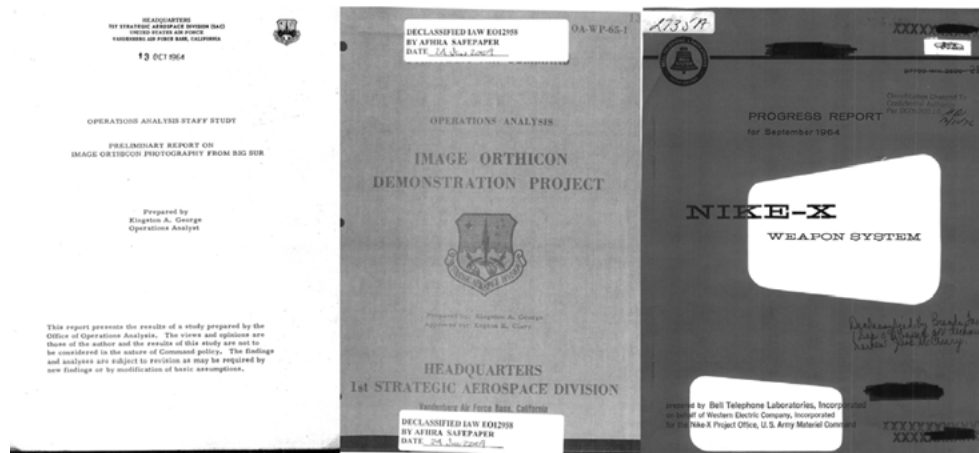 HEADQUARTERS
1ST STRATEGIC AEROSPACE DIVISION (SAC)
UNITED STATES AIR FORCE
VANDENBERG AIR FORCE BASE, CALIFORNIA
13 OCT 1964
OPERATIONS ANALYSIS STAFF STUDY
PRELIMINARY REPORT ON
IMAGE ORTHICON PHOTOGRAPHY FROM BIG SUR
Prepared by
Kingston A. George
Operations Analyst
This report presents the results of a study prepared by the
Office of Operations Analysis. The views and opinions are
those of the author and the results of this study are not to
be considered in the nature of Command policy. The findings
and analyses are subject to revision as may be required by
new findings or by modification of basic assumptions.
DECLASSIFIED IAW EO12958
BY AFHRA SAFEPAPER
DATE
OA-WP-65-1
OPERATIONS ANALYSIS
IMAGE ORTHICON
DEMONSTRATION PROJECT
STRATEGIC AEROSPACE DIVISION
Prepared by: Kingston A. George
HEADQUARTERS
1st STRATEGIC AEROSPACE DIVISION
Vandenberg Air Force Base, California
DECLASSIFIED IAW EO12958
BY AFHRA SAFEPAPER
DATE
2735A
PROGRESS REPORT
for September 1964
NIKE-X
WEAPON SYSTEM
prepared by Bell Telephone Laboratories, Incorporated
on behalf of Western Electric Company, Incorporated
for the Nike-X Project Office, U.S. Army Materiel Command